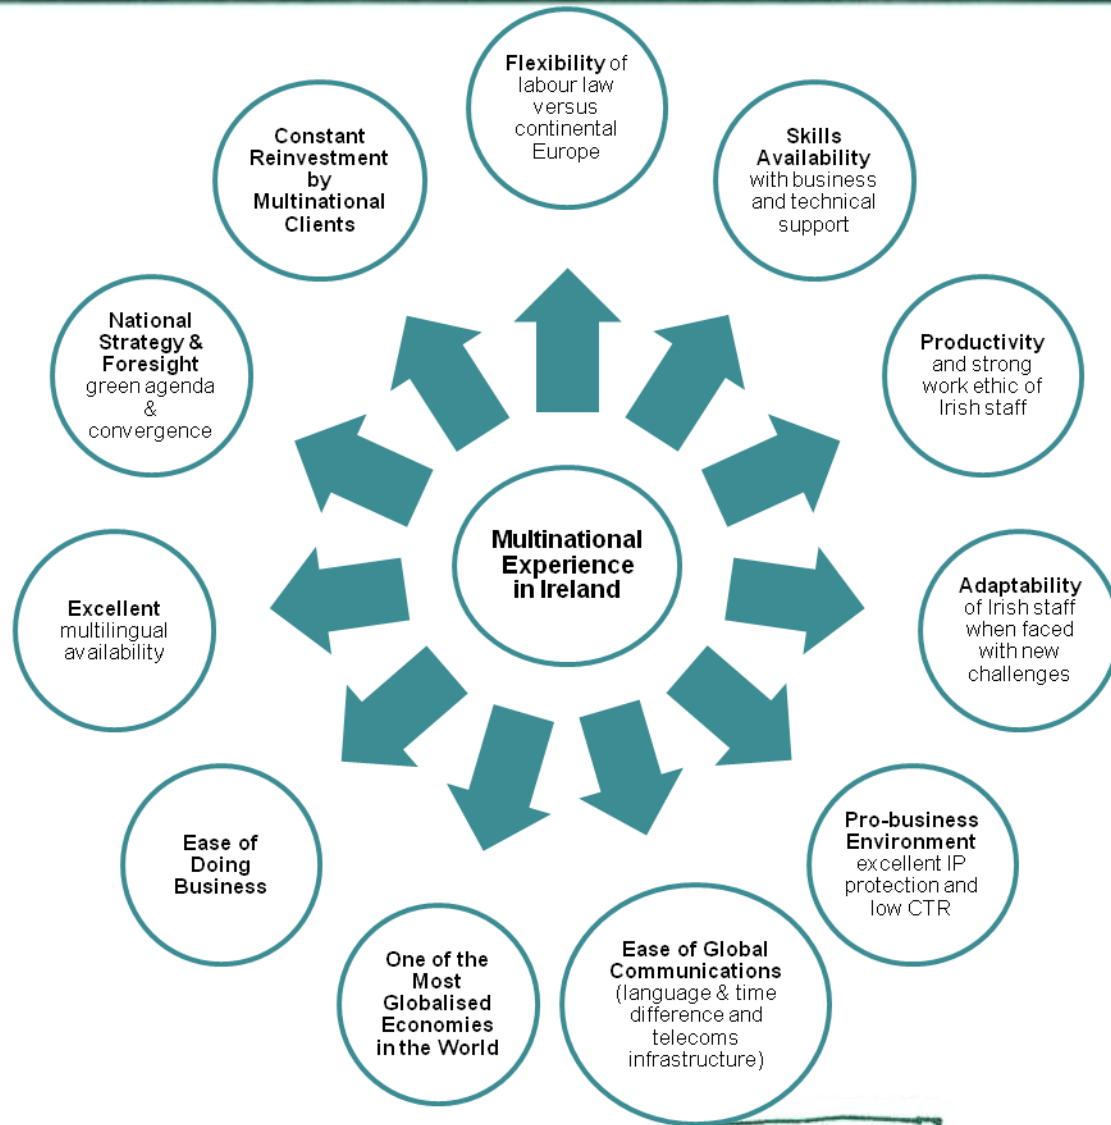 Flexibility of
labour law
versus
continental
Europe
Skills
Availability
with business
and technical
support
Productivity
and strong
work ethic of
Irish staff
Adaptability
of Irish staff
when faced
with new
challenges
Pro-business
Environment
excellent IP
protection and
low CTR
Ease of Global
Communications
(language & time
difference and
telecoms
infrastructure)
One of the
Most
Globalised
Economies
in the World
Ease of
Doing
Business
Excellent
multilingual
availability
National
Strategy &
Foresight
green agenda
&
convergence
Constant
Reinvestment
by
Multinational
Clients
Multinational
Experience
in Ireland